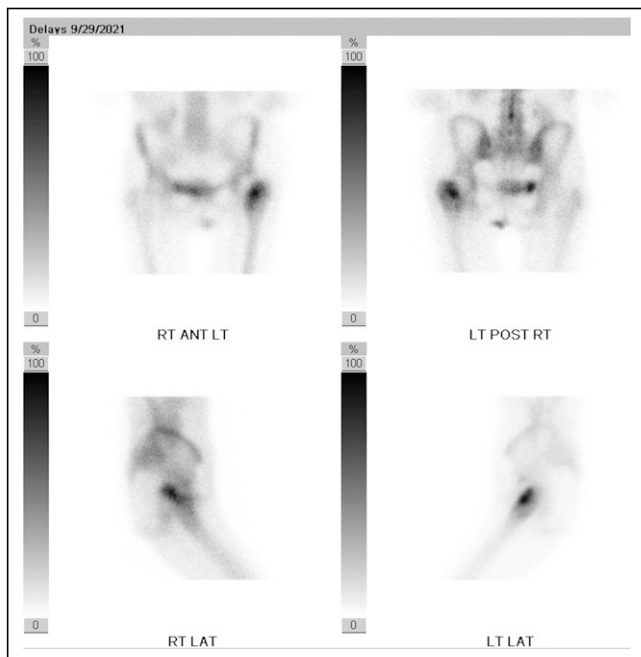 Delays 9/29/2021
%
100
0
RT ANT LT
%
100
0
LT POST RT
%
100
0
RT LAT
%
100
0
LT LAT